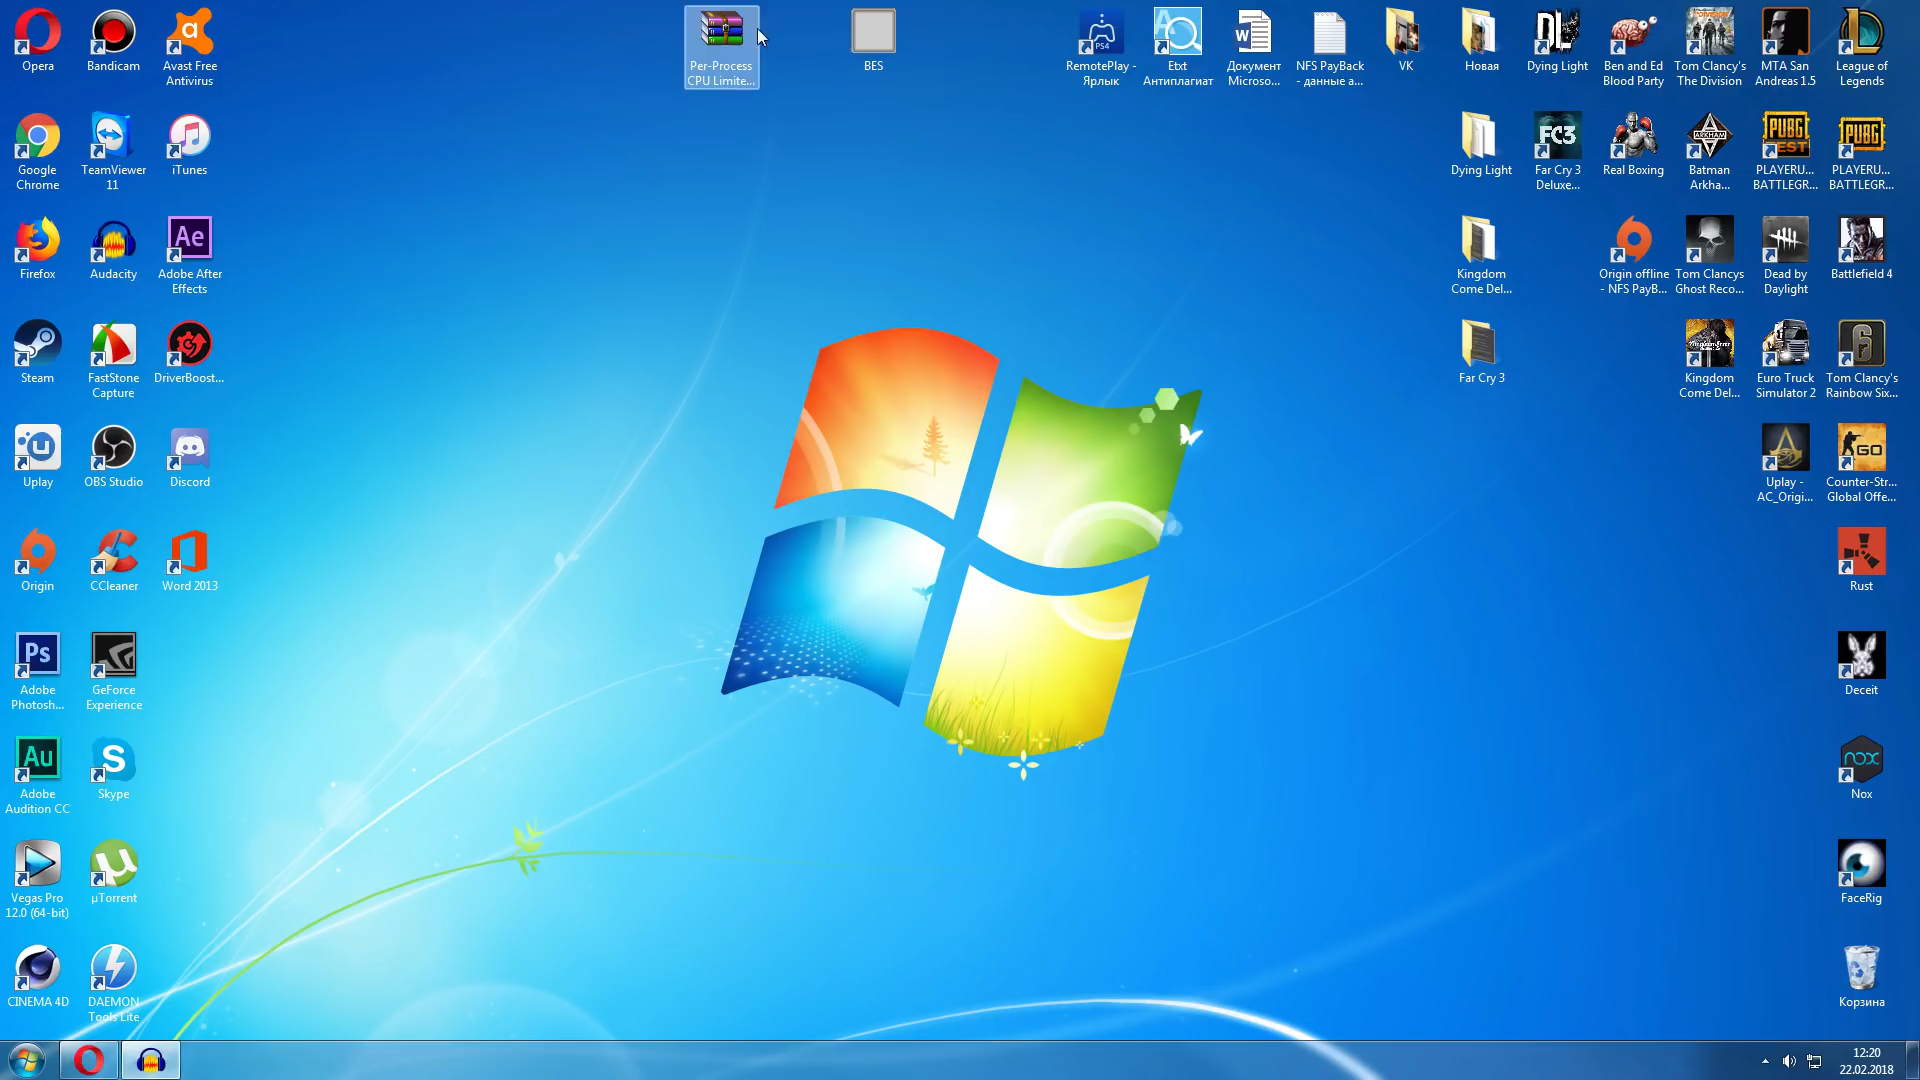 Opera
Bandicam
Avast Free
Antivirus
Per-Process
CPU Limite...
BES
RemotePlay -
Ярлык
Etxt
Антиплагиат
Документ
Microso...
NFS PayBack
- данные а...
VK
Новая
Dying Light
Ben and Ed
Blood Party
Tom Clancy's
The Division
MTA San
Andreas 1.5
League of
Legends
Google
Chrome
TeamViewer
11
iTunes
Dying Light
Far Cry 3
Deluxe...
Real Boxing
Batman
Arkha...
PLAYERU...
BATTLEGR...
PLAYERU...
BATTLEGR...
Firefox
Audacity
Adobe After
Effects
Kingdom
Come Del...
Origin offline
- NFS PayB...
Tom Clancys
Ghost Reco...
Dead by
Daylight
Battlefield 4
Steam
FastStone
Capture
DriverBoost...
Far Cry 3
Kingdom
Come Del...
Euro Truck
Simulator 2
Tom Clancy's
Rainbow Six...
Uplay
OBS Studio
Discord
Uplay -
AC_Origi...
Counter-Str...
Global Offe...
Origin
CCleaner
Word 2013
Rust
Adobe
Photosh...
GeForce
Experience
Deceit
Adobe
Audition CC
Skype
Nox
Vegas Pro
12.0 (64-bit)
µTorrent
FaceRig
CINEMA 4D
DAEMON
Tools Lite
Корзина
12:20
22.02.2018